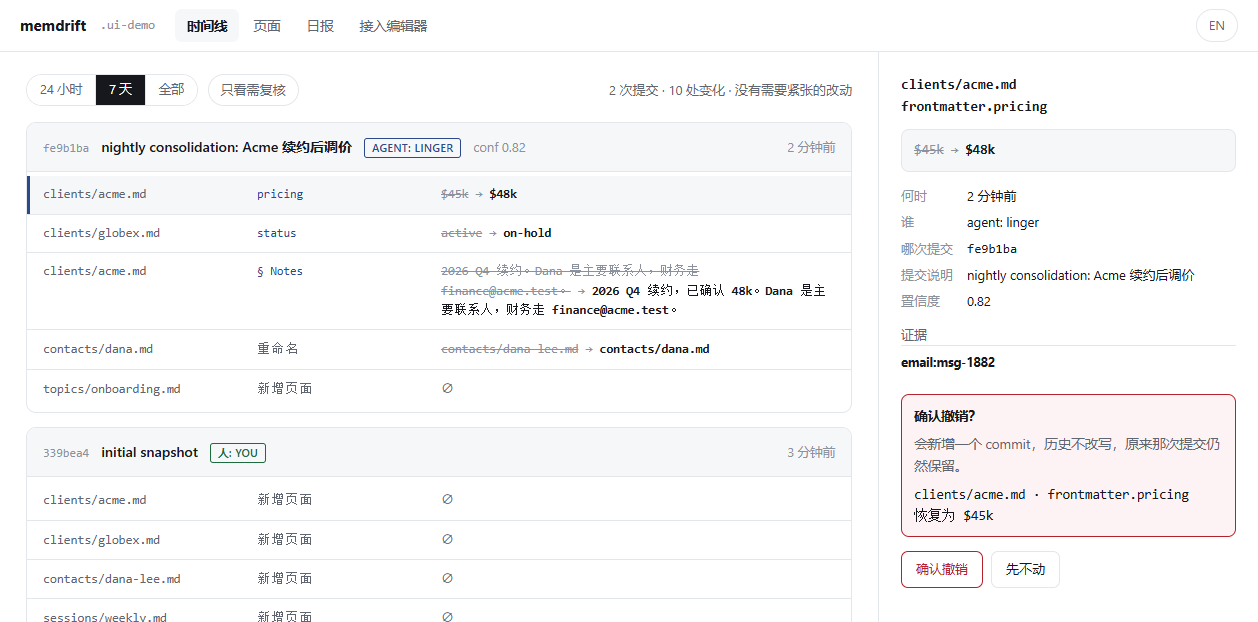 memdrift .ui-demo 时间线 页面 日报 接入编辑器 EN
24 小时 7 天 全部 只看需复核 2 次提交 · 10 处变化 · 没有需要紧张的改动
fe9b1ba nightly consolidation: Acme 续约后调价 AGENT: LINGER conf 0.82 2 分钟前
clients/acme.md pricing $45k → $48k
clients/globex.md status active → on-hold
clients/acme.md § Notes 2026 Q4 续约。Dana 是主要联系人，财务走
finance@acme.test。 → 2026 Q4 续约，已确认 48k。Dana 是主
要联系人，财务走 finance@acme.test。
contacts/dana.md 重命名 contacts/dana-lee.md → contacts/dana.md
topics/onboarding.md 新增页面 ∅
339bea4 initial snapshot 人: YOU 3 分钟前
clients/acme.md 新增页面 ∅
clients/globex.md 新增页面 ∅
contacts/dana-lee.md 新增页面 ∅
sessions/weekly.md 新增页面 ∅
clients/acme.md
frontmatter.pricing
$45k → $48k
何时 2 分钟前
谁 agent: linger
哪次提交 fe9b1ba
提交说明 nightly consolidation: Acme 续约后调价
置信度 0.82
证据
email:msg-1882
确认撤销？
会新增一个 commit，历史不改写，原来那次提交仍
然保留。
clients/acme.md · frontmatter.pricing
恢复为 $45k
确认撤销 先不动